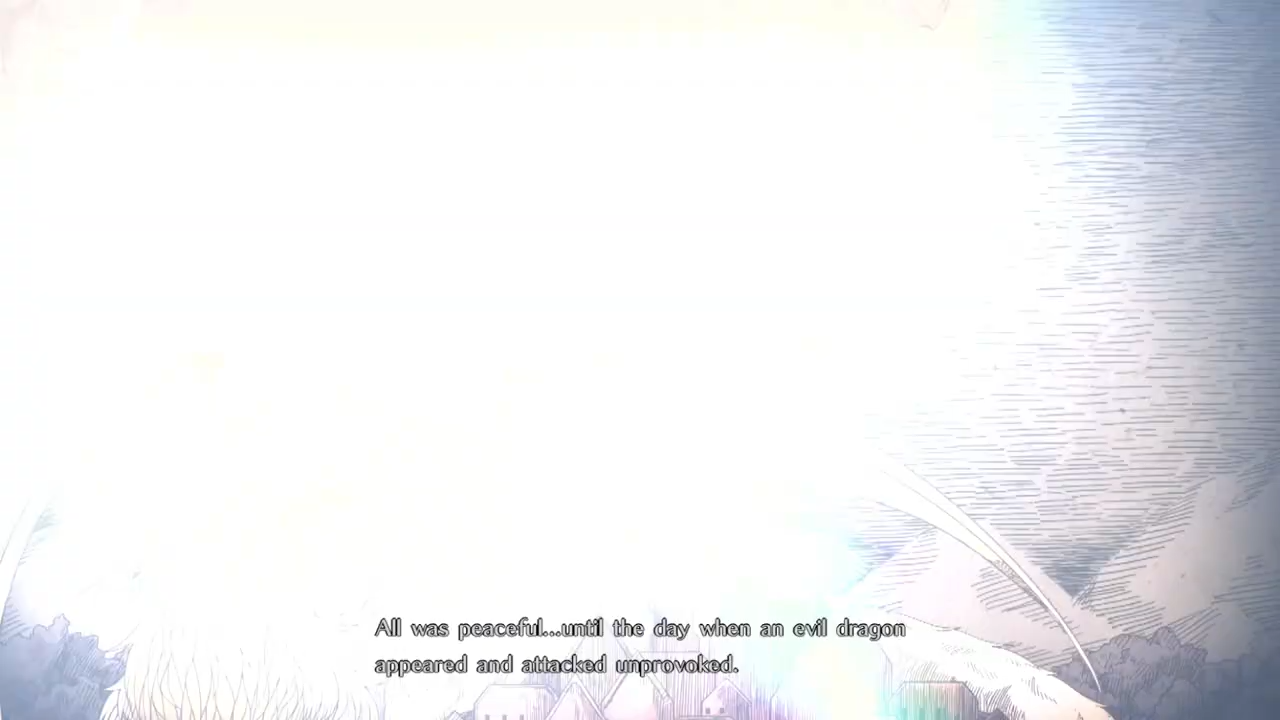 All was peaceful...until the day when an evil dragon
appeared and attacked unprovoked.